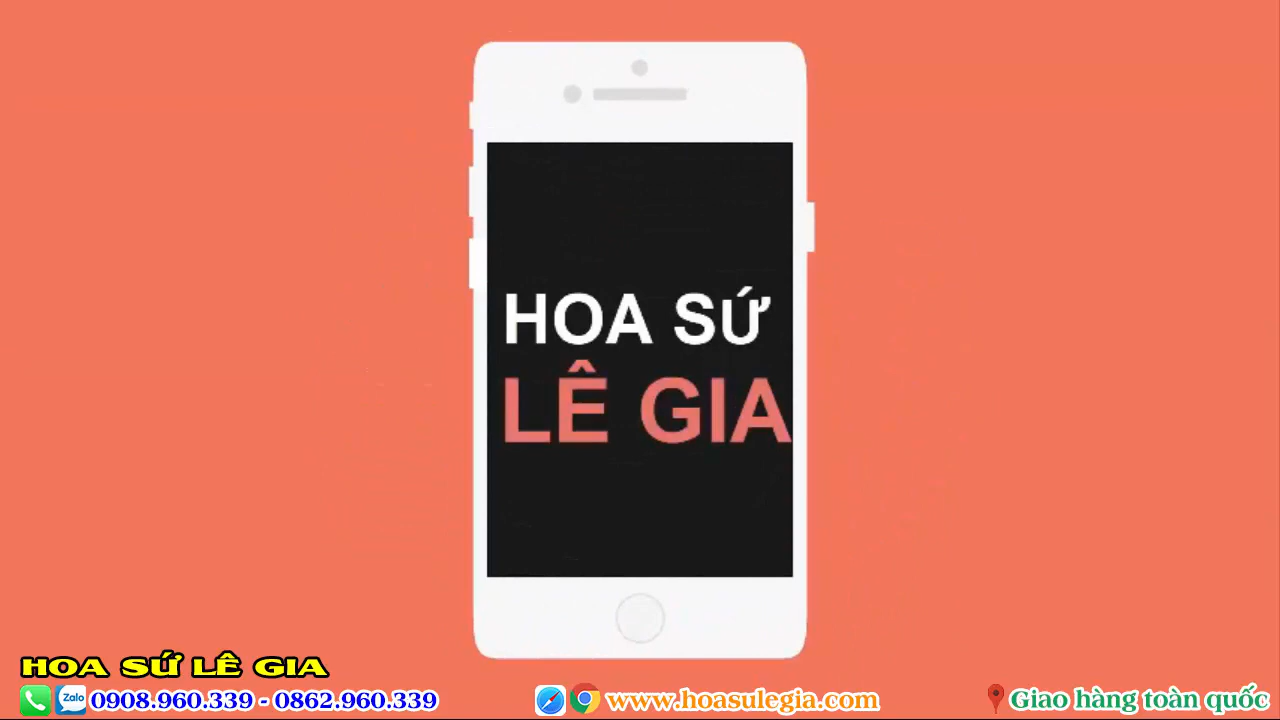 HOA SỨ
LÊ GIA
HOA SỨ LÊ GIA
Zalo 0908.960.339 - 0862.960.339
www.hoasulegia.com
Giao hàng toàn quốc